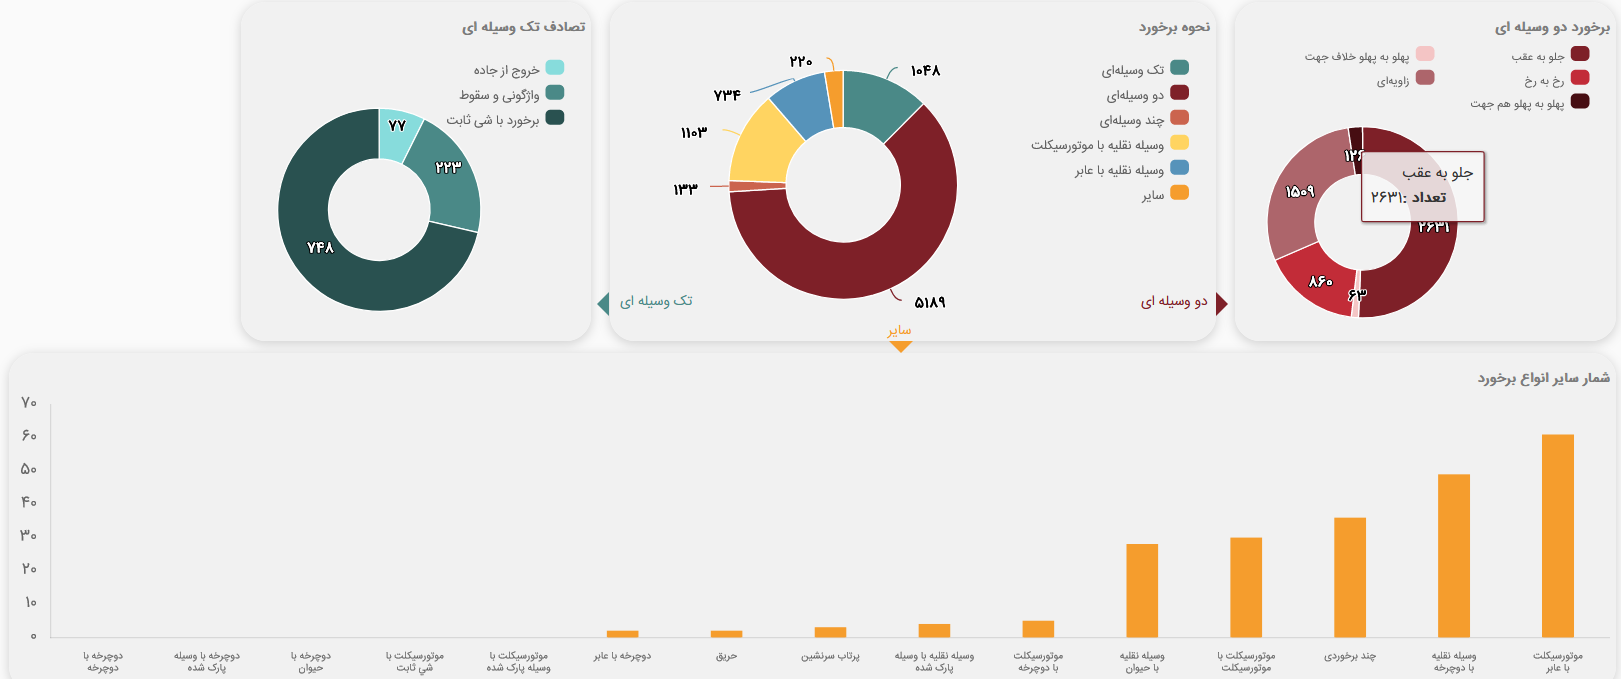 برخورد دو وسیله ای
جلو به عقب
پهلو به پهلو خلاف جهت
رخ به رخ
زاویه‌ای
پهلو به پهلو هم جهت
جلو به عقب
تعداد :۲۶۳۱
۱۵۰۹
۲۶۳۱
۸۶۰
۶۳
نحوه برخورد
تک وسیله‌ای
دو وسیله‌ای
چند وسیله‌ای
وسیله نقلیه با موتورسیکلت
وسیله نقلیه با عابر
سایر
۲۲۰
۱۰۴۸
۷۳۴
۱۱۰۳
۱۳۳
۵۱۸۹
دو وسیله ای
تک وسیله ای
سایر
تصادف تک وسیله ای
خروج از جاده
واژگونی و سقوط
برخورد با شی ثابت
۷۷
۲۲۳
۷۴۸
شمار سایر انواع برخورد
۷۰
۶۰
۵۰
۴۰
۳۰
۲۰
۱۰
۰
موتورسیکلت
با عابر
وسیله نقلیه
با دوچرخه
چند برخوردی
موتورسیکلت با
موتورسیکلت
وسیله نقلیه
با حیوان
موتورسیکلت
با دوچرخه
وسیله نقلیه با وسیله
پارک شده
پرتاب سرنشین
حریق
دوچرخه با عابر
موتورسیکلت با
وسیله پارک شده
موتورسیکلت با
شي ثابت
دوچرخه با
حیوان
دوچرخه با وسیله
پارک شده
دوچرخه با
دوچرخه